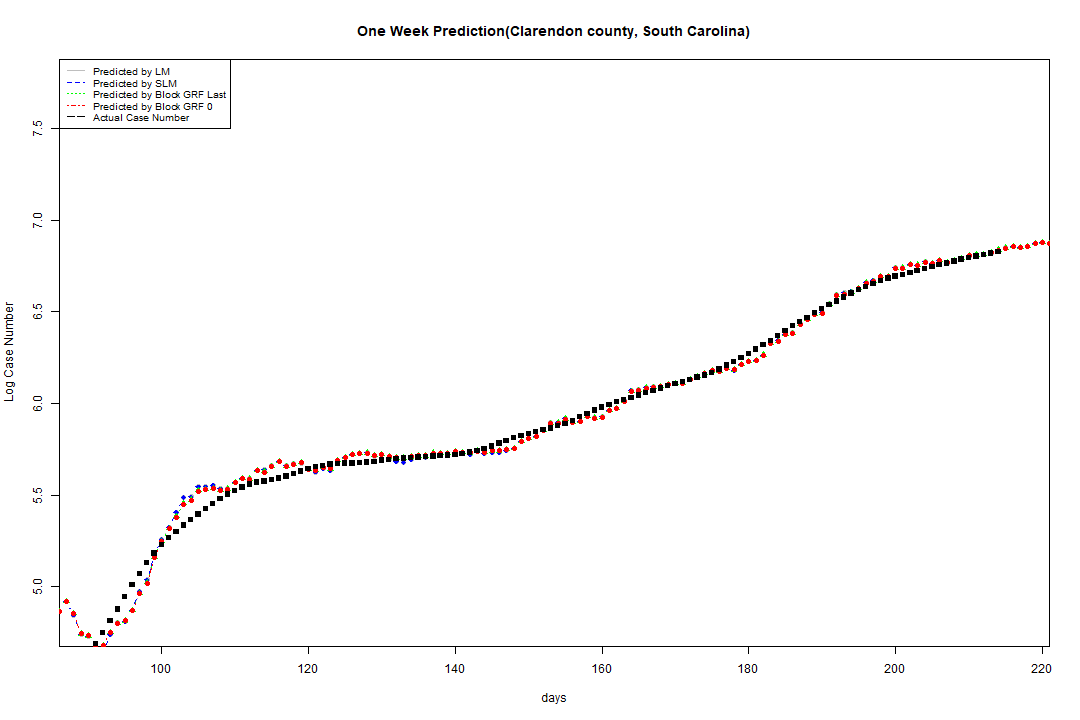 One Week Prediction(Clarendon county, South Carolina)
Predicted by LM
Predicted by SLM
Predicted by Block GRF Last
Predicted by Block GRF 0
Actual Case Number
7.5
7.0
6.5
6.0
5.5
5.0
Log Case Number
100 120 140 160 180 200 220
days